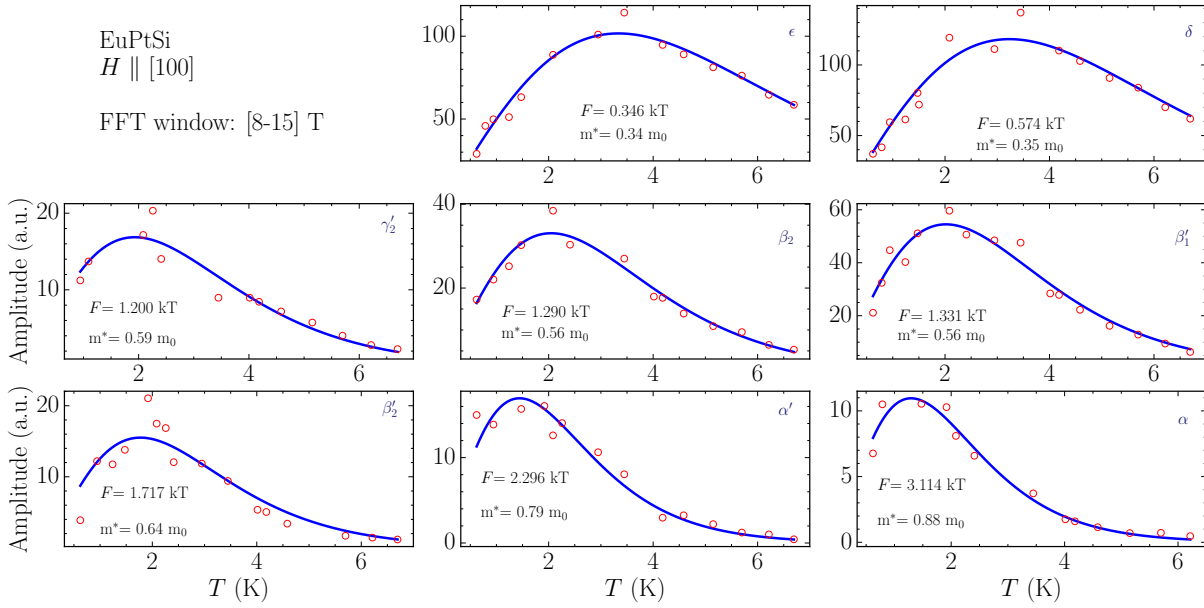 EuPtSi
H ∥ [100]
FFT window: [8-15] T
100
50
2
4
6
ϵ
F= 0.346 kT
m*= 0.34 m₀
100
50
2
4
6
δ
F= 0.574 kT
m*= 0.35 m₀
Amplitude (a.u.)
20
10
2
4
6
γ₂′
F= 1.200 kT
m*= 0.59 m₀
40
20
2
4
6
β₂
F= 1.290 kT
m*= 0.56 m₀
60
40
20
2
4
6
β₁′
F= 1.331 kT
m*= 0.56 m₀
Amplitude (a.u.)
20
10
2
4
6
β₂′
F= 1.717 kT
m*= 0.64 m₀
T (K)
10
0
2
4
6
α′
F= 2.296 kT
m*= 0.79 m₀
T (K)
10
5
0
2
4
6
α
F= 3.114 kT
m*= 0.88 m₀
T (K)